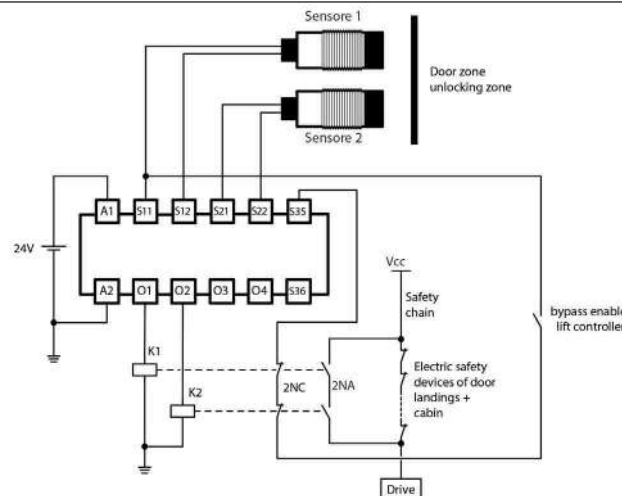 Sensore 1
Door zone
unlocking zone
Sensore 2
A1 S11 S12 S21 S22 S35
24V
A2 O1 O2 O3 O4 S36
Vcc
Safety
chain
bypass enable
lift controller
K1
K2
2NC
2NA
Electric safety
devices of door
landings +
cabin
Drive